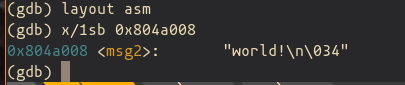 (gdb) layout asm
(gdb) x/1sb 0x804a008
0x804a008 <msg2>:       "world!\n\034"
(gdb)